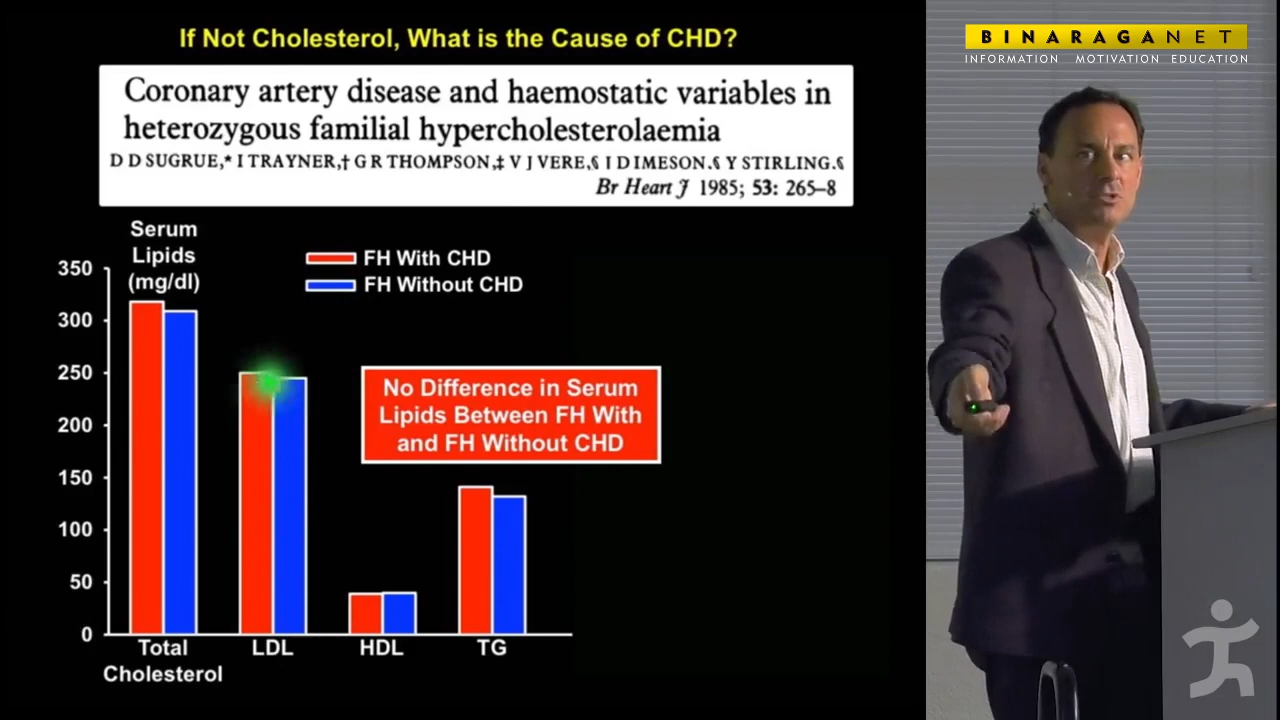 If Not Cholesterol, What is the Cause of CHD?
Coronary artery disease and haemostatic variables in
heterozygous familial hypercholesterolaemia
D D SUGRUE,* I TRAYNER,† G R THOMPSON,‡ V J VERE,§ J D IMESON.§ Y STIRLING.§
Br Heart J 1985; 53: 265–8
Serum
Lipids
(mg/dl)
FH With CHD
FH Without CHD
350
300
250
200
150
100
50
0
No Difference in Serum
Lipids Between FH With
and FH Without CHD
Total
Cholesterol
LDL
HDL
TG
BINARAGANET
INFORMATION MOTIVATION EDUCATION